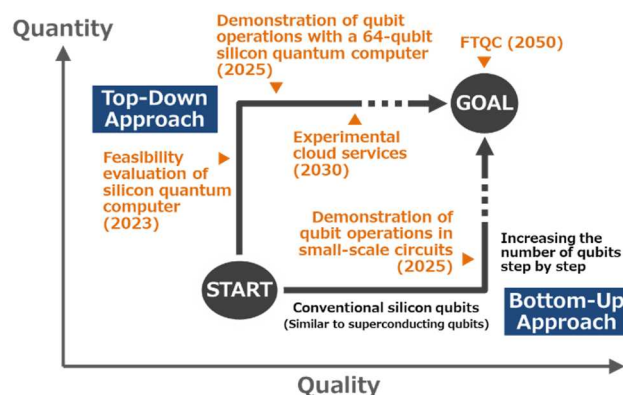 Quantity
Demonstration of qubit
operations with a 64-qubit
silicon quantum computer
(2025)
FTQC (2050)
Top-Down
Approach
GOAL
Feasibility
evaluation of
silicon quantum
computer
(2023)
Experimental
cloud services
(2030)
Demonstration of
qubit operations in
small-scale circuits
(2025)
Increasing the
number of qubits
step by step
START
Conventional silicon qubits
(Similar to superconducting qubits)
Bottom-Up
Approach
Quality